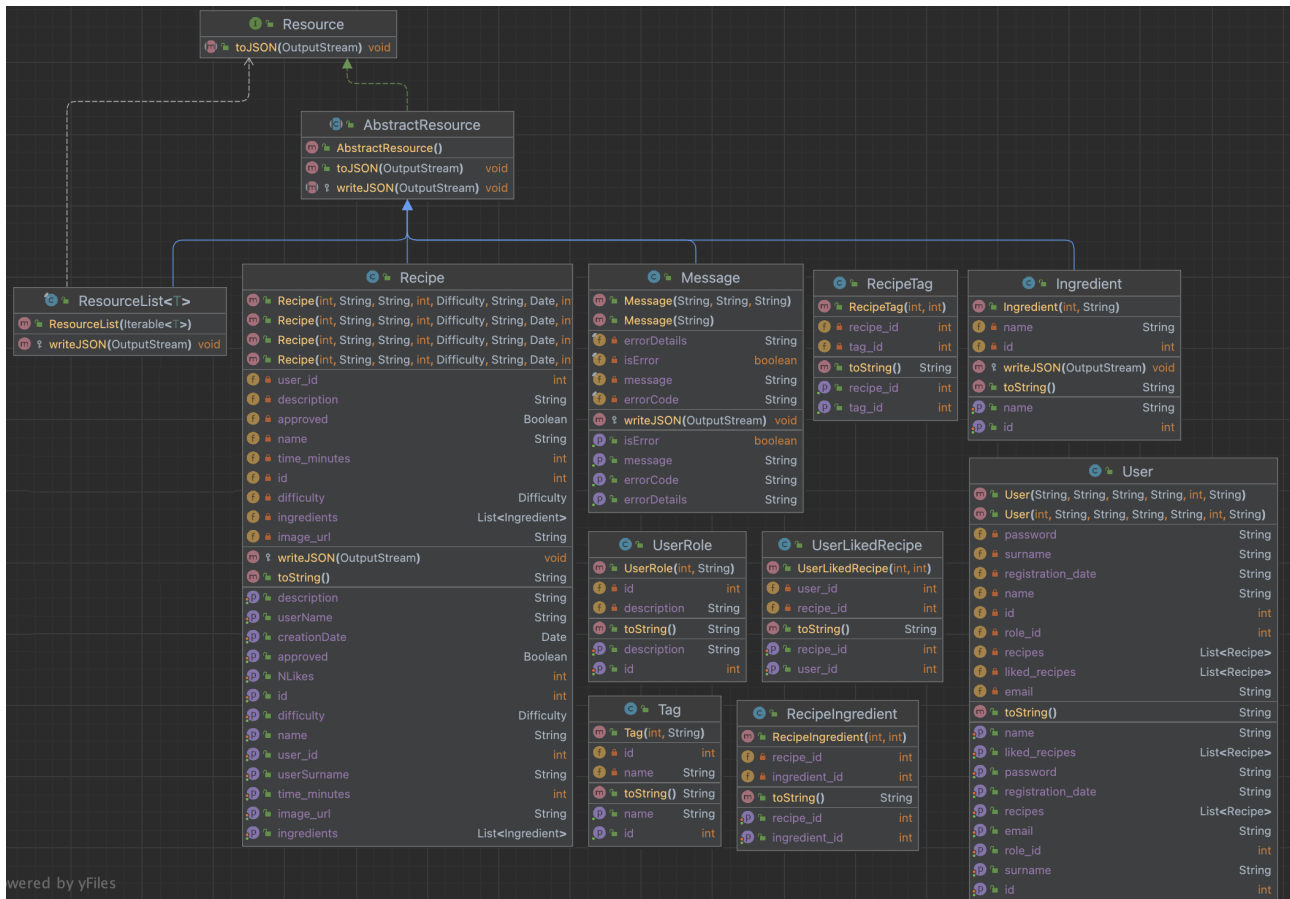 Resource
toJSON(OutputStream) void
AbstractResource
AbstractResource()
toJSON(OutputStream) void
writeJSON(OutputStream) void
ResourceList<T>
ResourceList(Iterable<T>)
writeJSON(OutputStream) void
Recipe
Recipe(int, String, String, int, Difficulty, String, Date, in
Recipe(int, String, String, int, Difficulty, String, Date, in
Recipe(int, String, String, int, Difficulty, String, Date, in
Recipe(int, String, String, int, Difficulty, String, Date, in
user_id int
description String
approved Boolean
name String
time_minutes int
id int
difficulty Difficulty
ingredients List<Ingredient>
image_url String
writeJSON(OutputStream) void
toString() String
description String
userName String
creationDate Date
approved Boolean
NLikes int
id int
difficulty Difficulty
name String
user_id int
userSurname String
time_minutes int
image_url String
ingredients List<Ingredient>
Message
Message(String, String, String)
Message(String)
errorDetails String
isError boolean
message String
errorCode String
writeJSON(OutputStream) void
isError boolean
message String
errorCode String
errorDetails String
RecipeTag
RecipeTag(int, int)
recipe_id int
tag_id int
toString() String
recipe_id int
tag_id int
Ingredient
Ingredient(int, String)
name String
id int
writeJSON(OutputStream) void
toString() String
name String
id int
UserRole
UserRole(int, String)
id int
description String
toString() String
description String
id int
UserLikedRecipe
UserLikedRecipe(int, int)
user_id int
recipe_id int
toString() String
recipe_id int
user_id int
Tag
Tag(int, String)
id int
name String
toString() String
name String
id int
RecipeIngredient
RecipeIngredient(int, int)
recipe_id int
ingredient_id int
toString() String
recipe_id int
ingredient_id int
User
User(String, String, String, String, int, String)
User(int, String, String, String, String, int, String)
password String
surname String
registration_date String
name String
id int
role_id int
recipes List<Recipe>
liked_recipes List<Recipe>
email String
toString() String
name String
liked_recipes List<Recipe>
password String
registration_date String
recipes List<Recipe>
email String
role_id int
surname String
id int
owered by yFiles